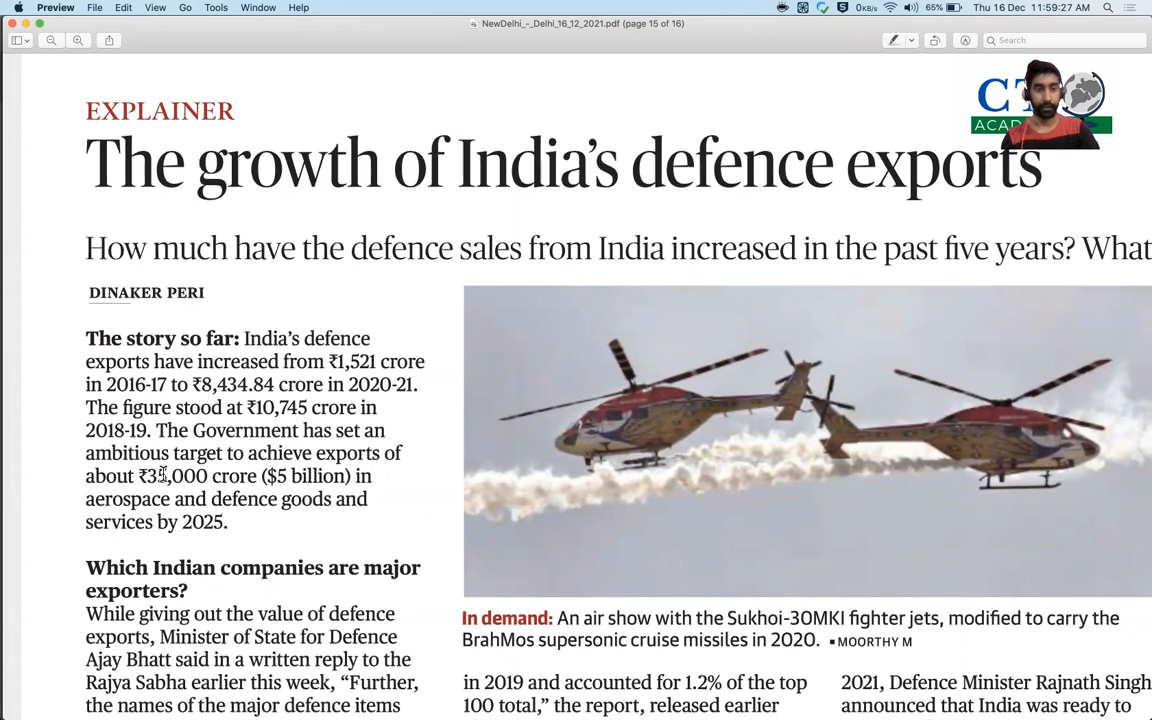 Preview File Edit View Go Tools Window Help
0KB/s 65% Thu 16 Dec 11:59:27 AM
NewDelhi_-_Delhi_16_12_2021.pdf (page 15 of 16)
Search
EXPLAINER
The growth of India's defence exports
How much have the defence sales from India increased in the past five years? What
DINAKER PERI
The story so far: India's defence
exports have increased from ₹1,521 crore
in 2016-17 to ₹8,434.84 crore in 2020-21.
The figure stood at ₹10,745 crore in
2018-19. The Government has set an
ambitious target to achieve exports of
about crore ($5 billion) in
aerospace and defence goods and
services by 2025.
Which Indian companies are major
exporters?
While giving out the value of defence
exports, Minister of State for Defence
Ajay Bhatt said in a written reply to the
Rajya Sabha earlier this week, “Further,
the names of the major defence items
In demand: An air show with the Sukhoi-30MKI fighter jets, modified to carry the
BrahMos supersonic cruise missiles in 2020. ▪MOORTHY M
in 2019 and accounted for 1.2% of the top
100 total,” the report, released earlier
2021, Defence Minister Rajnath Singh
announced that India was ready to